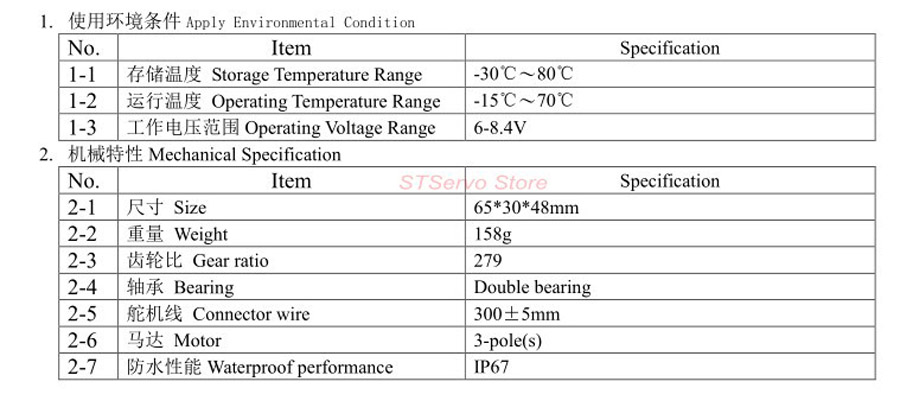 1. 使用环境条件 Apply Environmental Condition
No. Item Specification
1-1 存储温度 Storage Temperature Range -30℃～80℃
1-2 运行温度 Operating Temperature Range -15℃～70℃
1-3 工作电压范围 Operating Voltage Range 6-8.4V
2. 机械特性 Mechanical Specification
No. Item STServo Store Specification
2-1 尺寸 Size 65*30*48mm
2-2 重量 Weight 158g
2-3 齿轮比 Gear ratio 279
2-4 轴承 Bearing Double bearing
2-5 舵机线 Connector wire 300±5mm
2-6 马达 Motor 3-pole(s)
2-7 防水性能 Waterproof performance IP67